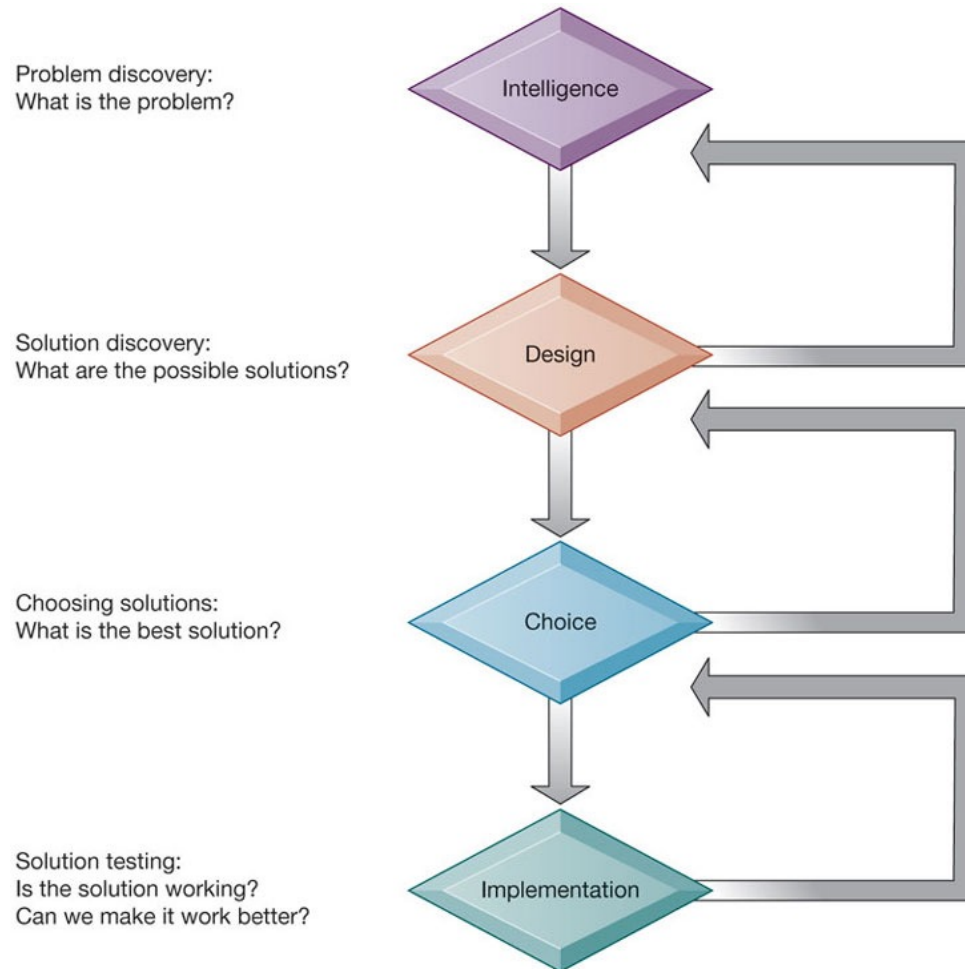 Problem discovery:
What is the problem?
Intelligence
Solution discovery:
What are the possible solutions?
Design
Choosing solutions:
What is the best solution?
Choice
Solution testing:
Is the solution working?
Can we make it work better?
Implementation